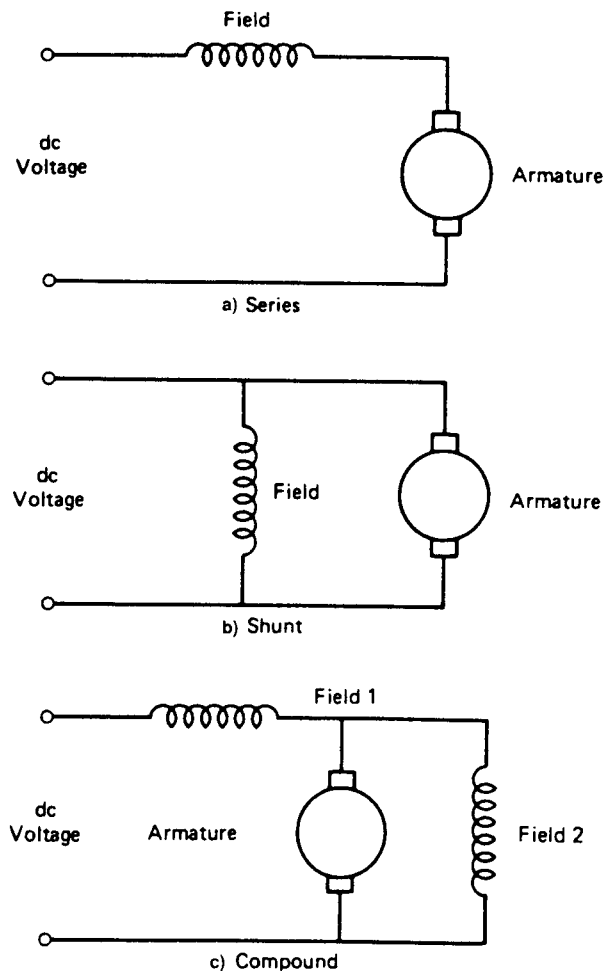 Field
dc
Voltage
Armature
a) Series
dc
Voltage
Field
Armature
b) Shunt
Field 1
dc
Voltage
Armature
Field 2
c) Compound